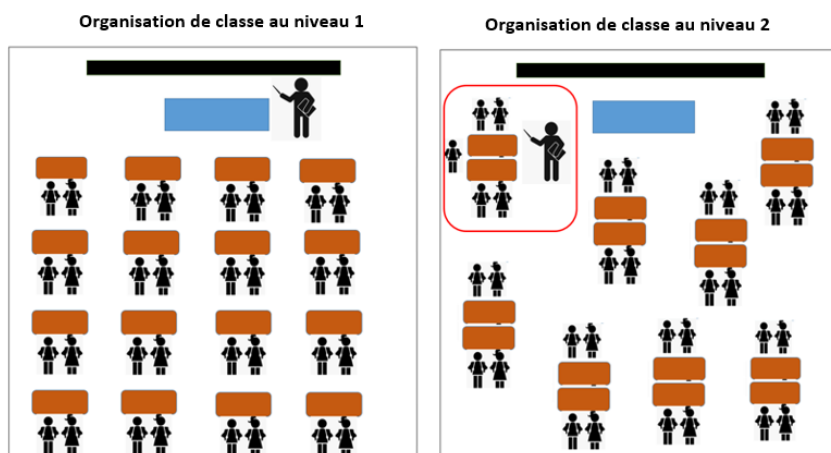 Organisation de classe au niveau 1
Organisation de classe au niveau 2